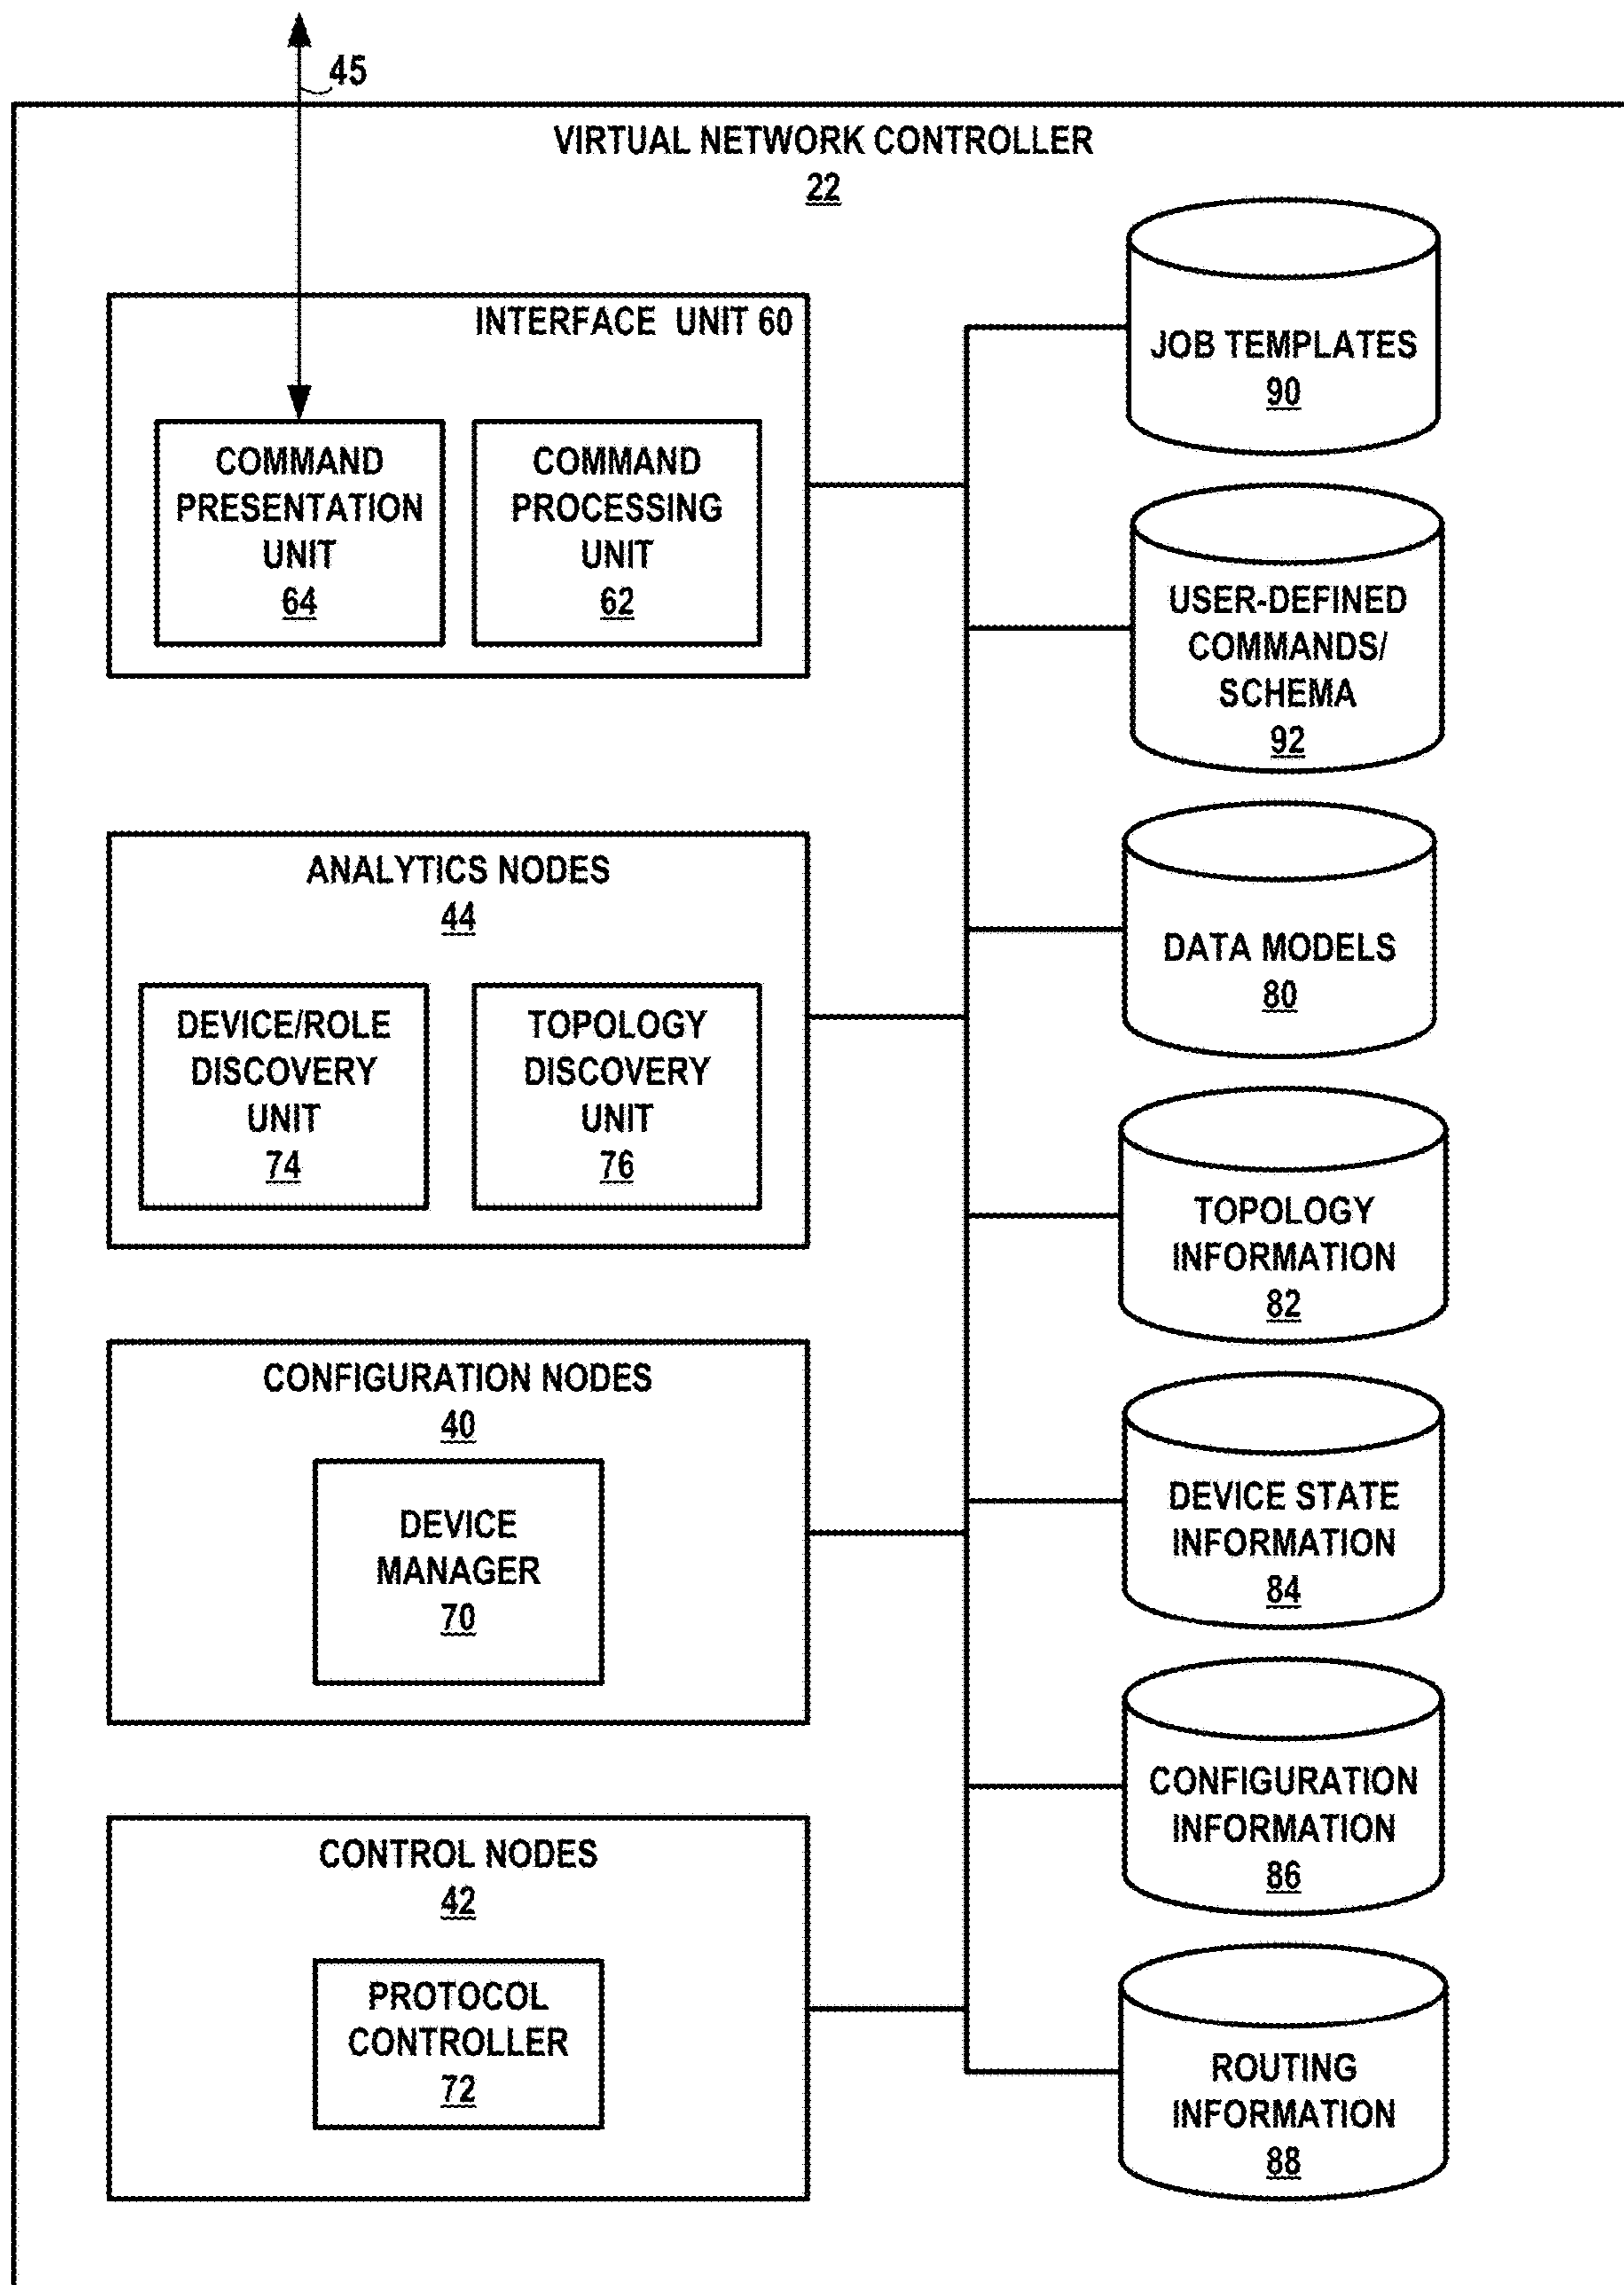 45
VIRTUAL NETWORK CONTROLLER
22
INTERFACE UNIT 60
COMMAND
PRESENTATION
UNIT
64
COMMAND
PROCESSING
UNIT
62
ANALYTICS NODES
44
DEVICE/ROLE
DISCOVERY
UNIT
74
TOPOLOGY
DISCOVERY
UNIT
76
CONFIGURATION NODES
40
DEVICE
MANAGER
70
CONTROL NODES
42
PROTOCOL
CONTROLLER
72
JOB TEMPLATES
90
USER-DEFINED
COMMANDS/
SCHEMA
92
DATA MODELS
80
TOPOLOGY
INFORMATION
82
DEVICE STATE
INFORMATION
84
CONFIGURATION
INFORMATION
86
ROUTING
INFORMATION
88